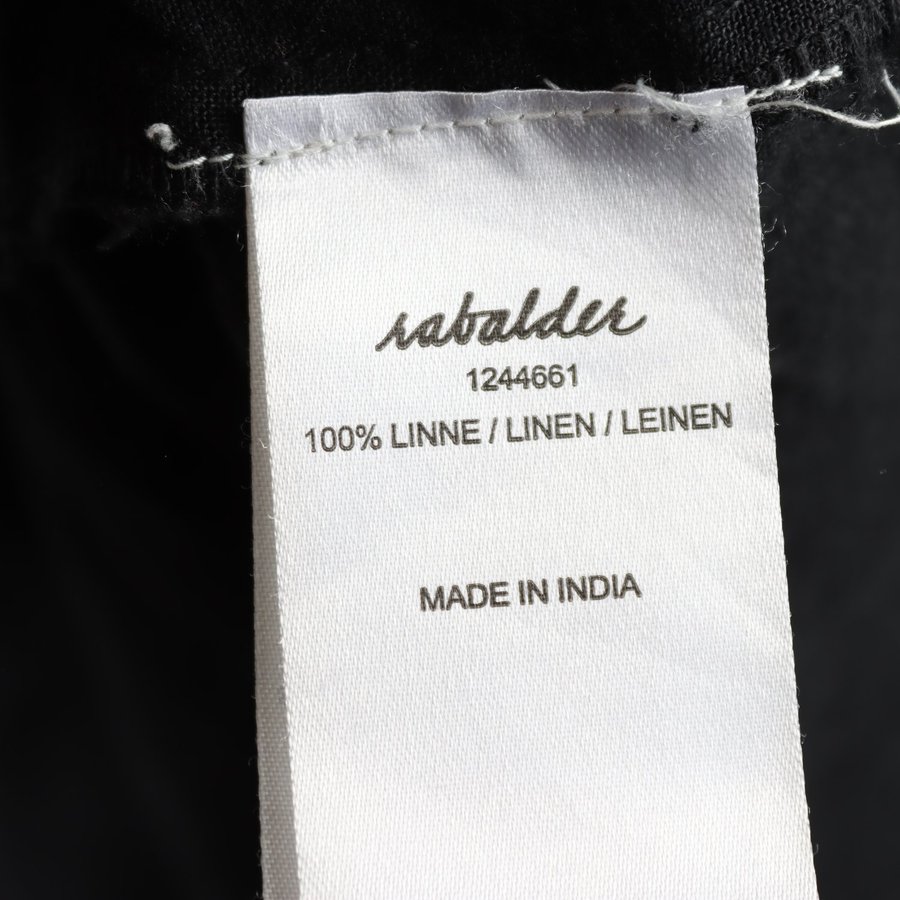 rabalder
1244661
100% LINNE / LINEN / LEINEN
MADE IN INDIA